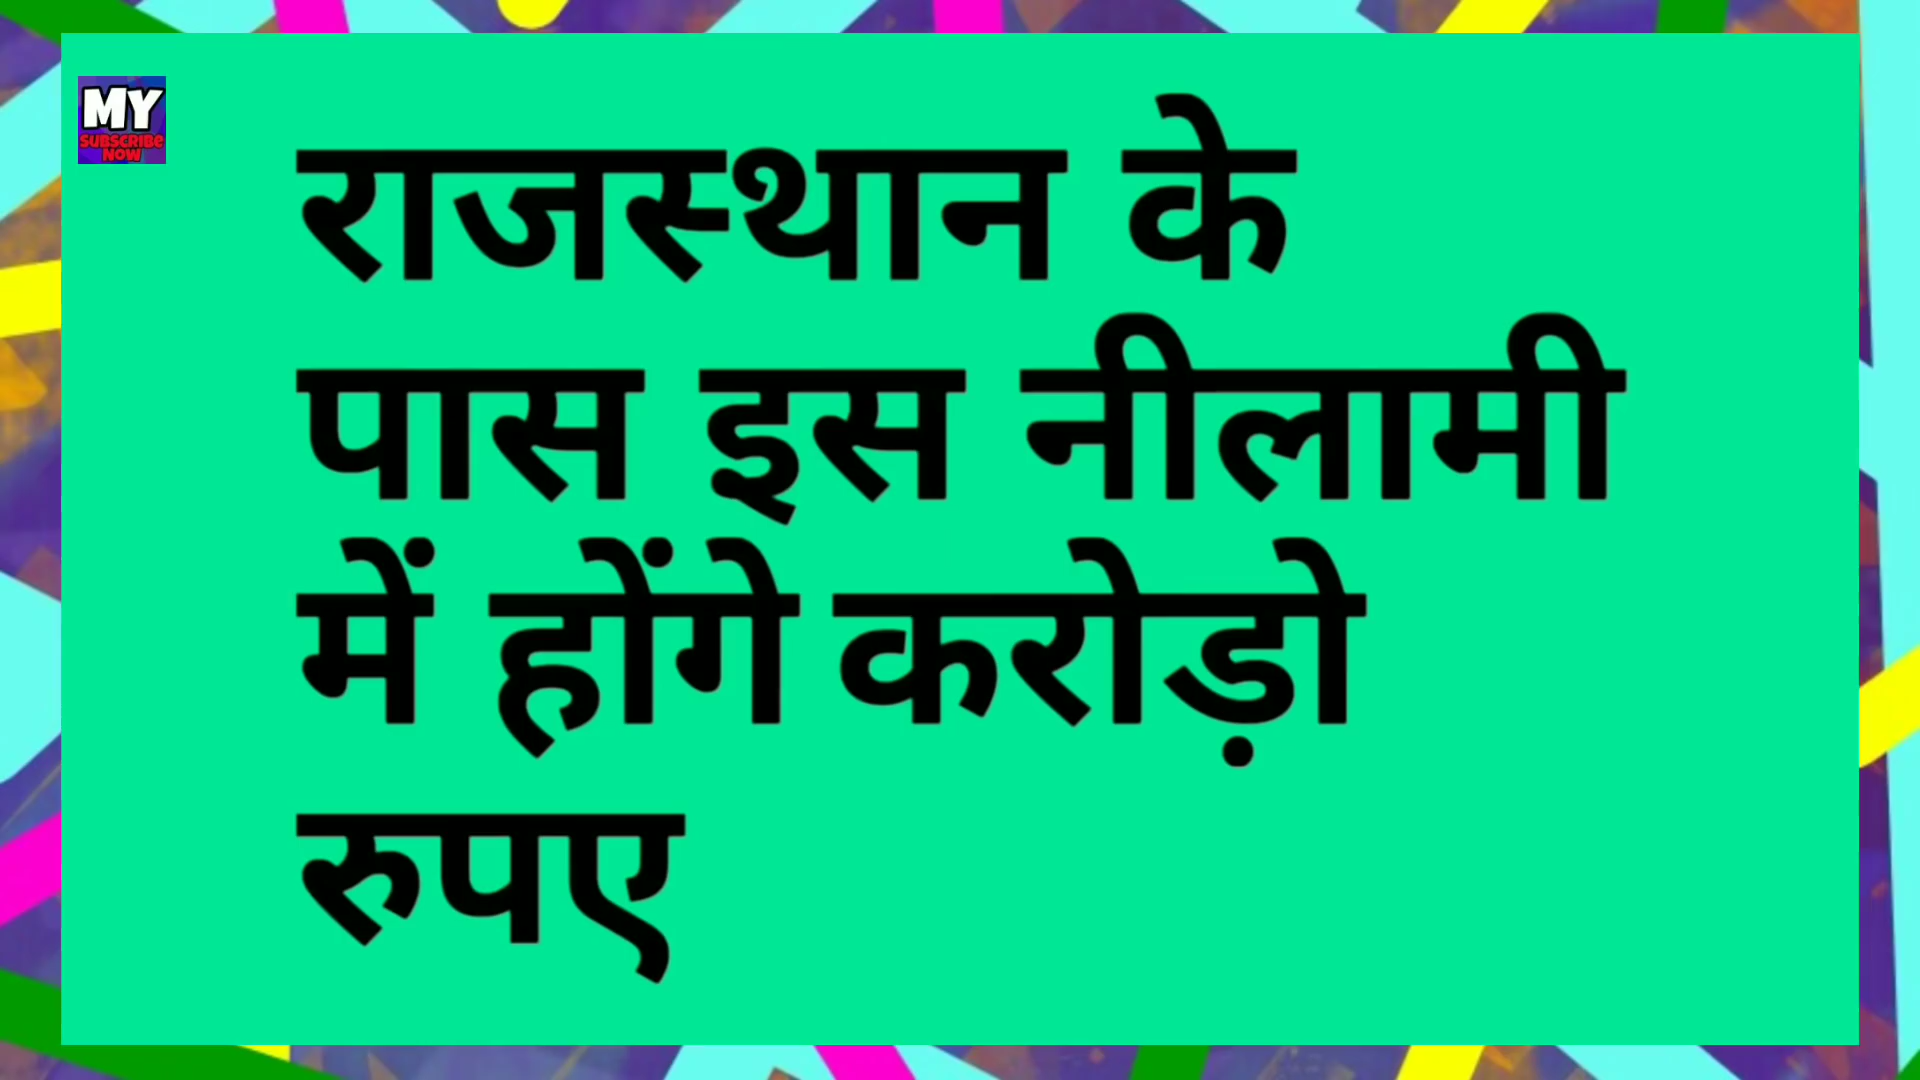 MY
SUBSCRIBE
NOW
राजस्थान के
पास इस नीलामी
में होंगे करोड़ो
रुपए